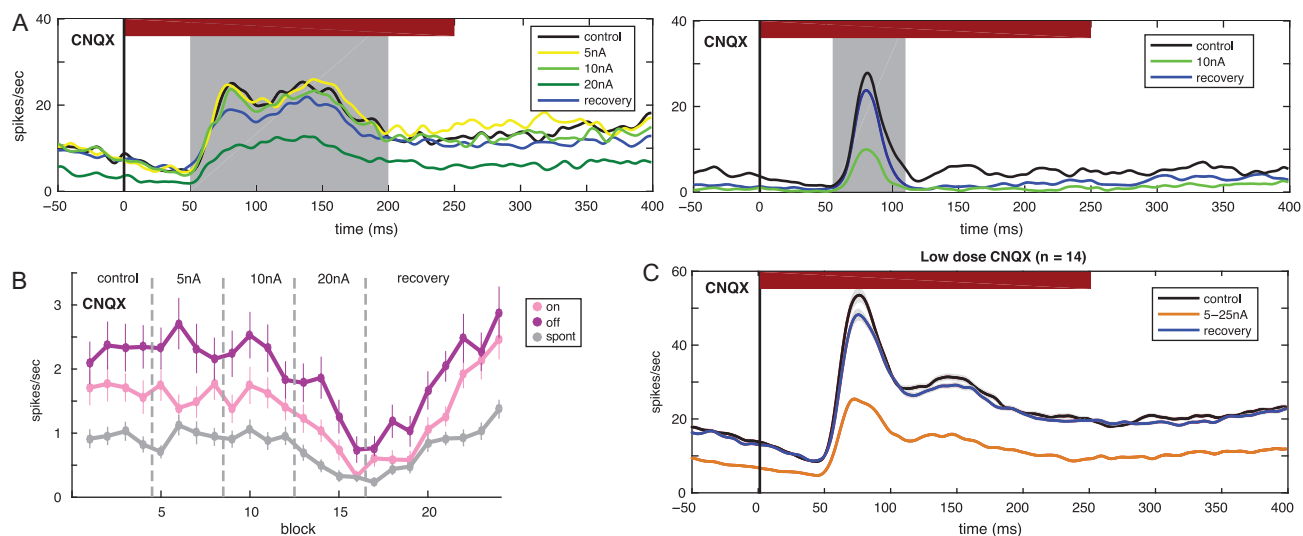 A
CNQX
control
5nA
10nA
20nA
recovery
spikes/sec
40
20
0
−50 0 50 100 150 200 250 300 350 400
time (ms)
CNQX
control
10nA
recovery
40
20
0
−50 0 50 100 150 200 250 300 350 400
time (ms)
B
control 5nA 10nA 20nA recovery
CNQX
on
off
spont
spikes/sec
3
2
1
0
5 10 15 20
block
C
Low dose CNQX (n = 14)
CNQX
control
5−25nA
recovery
spikes/sec
60
40
20
0
−50 0 50 100 150 200 250 300 350 400
time (ms)